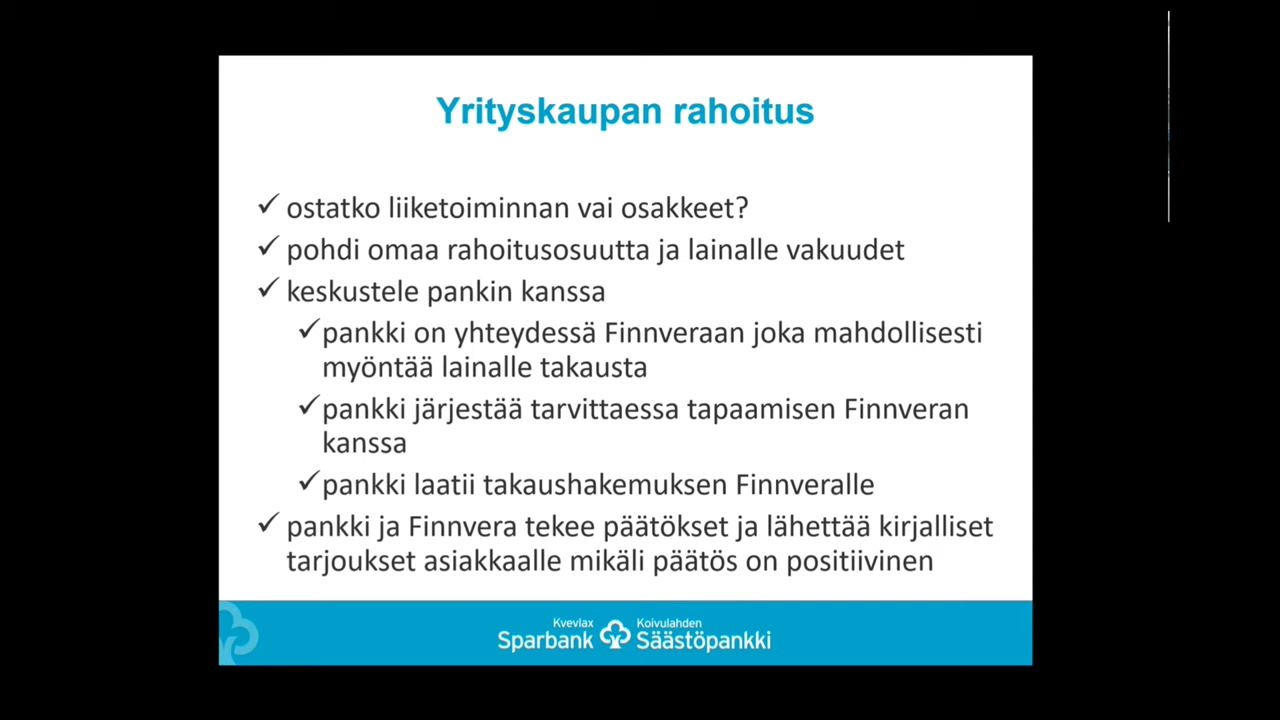 Yrityskaupan rahoitus
ostatko liiketoiminnan vai osakkeet?
pohdi omaa rahoitusosuutta ja lainalle vakuudet
keskustele pankin kanssa
pankki on yhteydessä Finnveraan joka mahdollisesti
myöntää lainalle takausta
pankki järjestää tarvittaessa tapaamisen Finnveran
kanssa
pankki laatii takaushakemuksen Finnveralle
pankki ja Finnvera tekee päätökset ja lähettää kirjalliset
tarjoukset asiakkaalle mikäli päätös on positiivinen
Kvevlax
Sparbank
Koivulahden
Säästöpankki